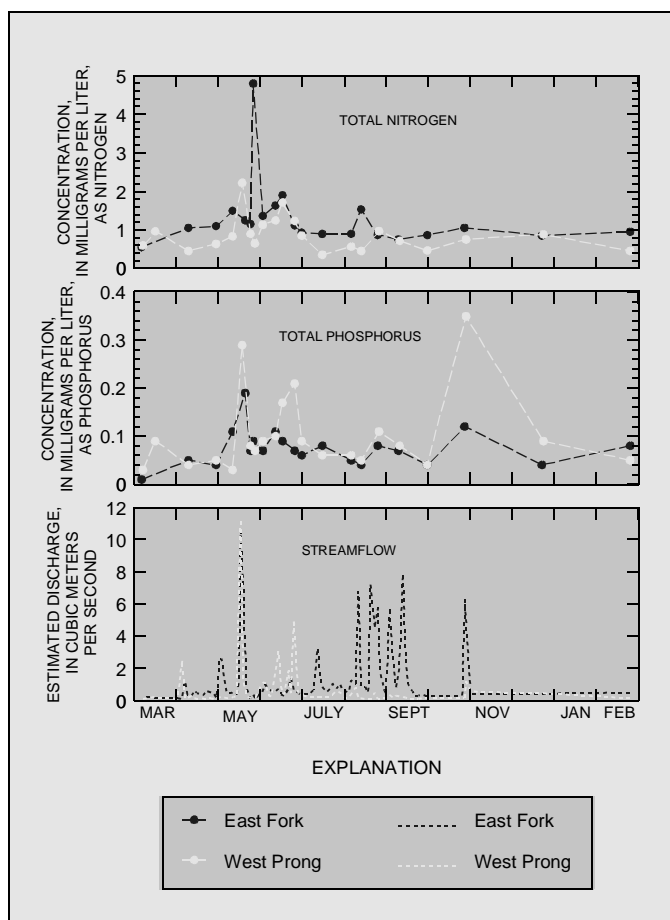 CONCENTRATION,
IN MILLIGRAMS PER LITER,
AS NITROGEN
5
4
3
2
1
0
TOTAL NITROGEN
CONCENTRATION,
IN MILLIGRAMS PER LITER,
AS PHOSPHORUS
0.4
0.3
0.2
0.1
0
TOTAL PHOSPHORUS
ESTIMATED DISCHARGE,
IN CUBIC METERS
PER SECOND
12
10
8
6
4
2
0
STREAMFLOW
MAR MAY JULY SEPT NOV JAN FEB
EXPLANATION
East Fork East Fork
West Prong West Prong